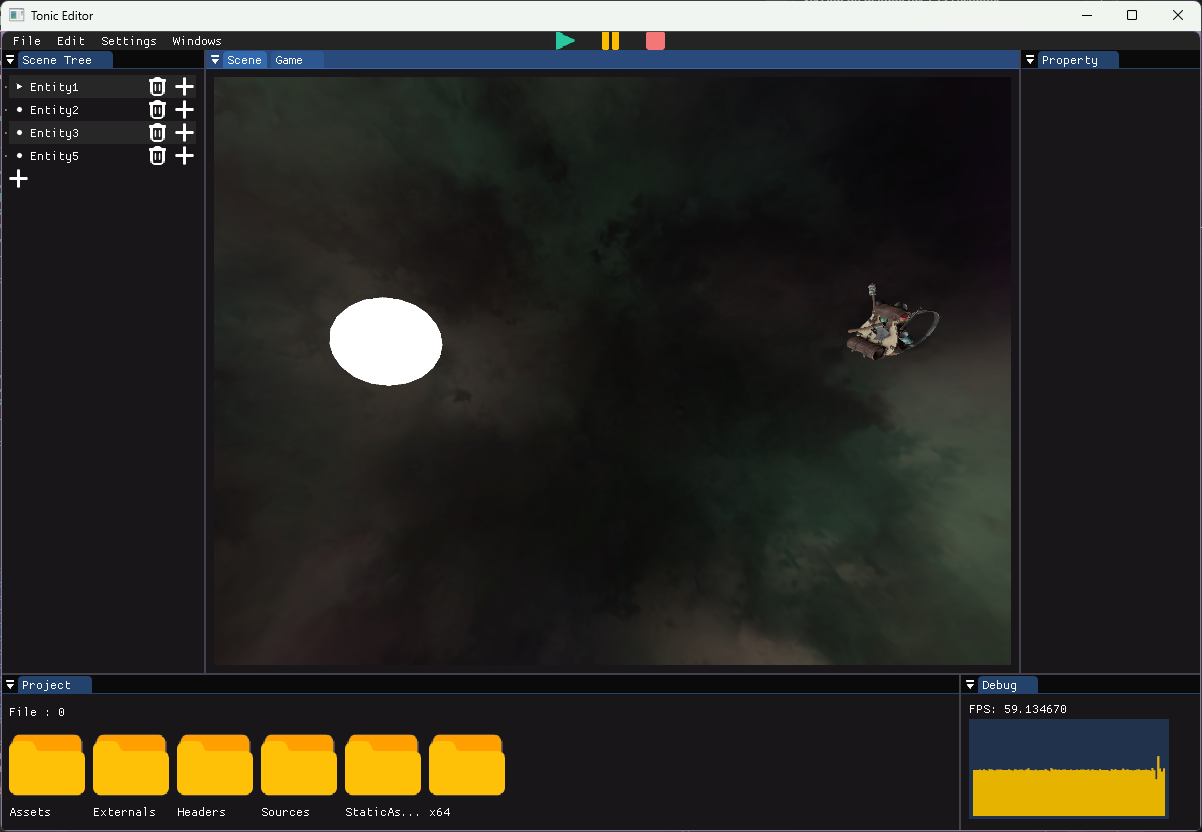 Tonic Editor
File Edit Settings Windows
Scene Tree
Scene Game
Property
Entity1
Entity2
Entity3
Entity5
Project
File : 0
Assets Externals Headers Sources StaticAs... x64
Debug
FPS: 59.134670